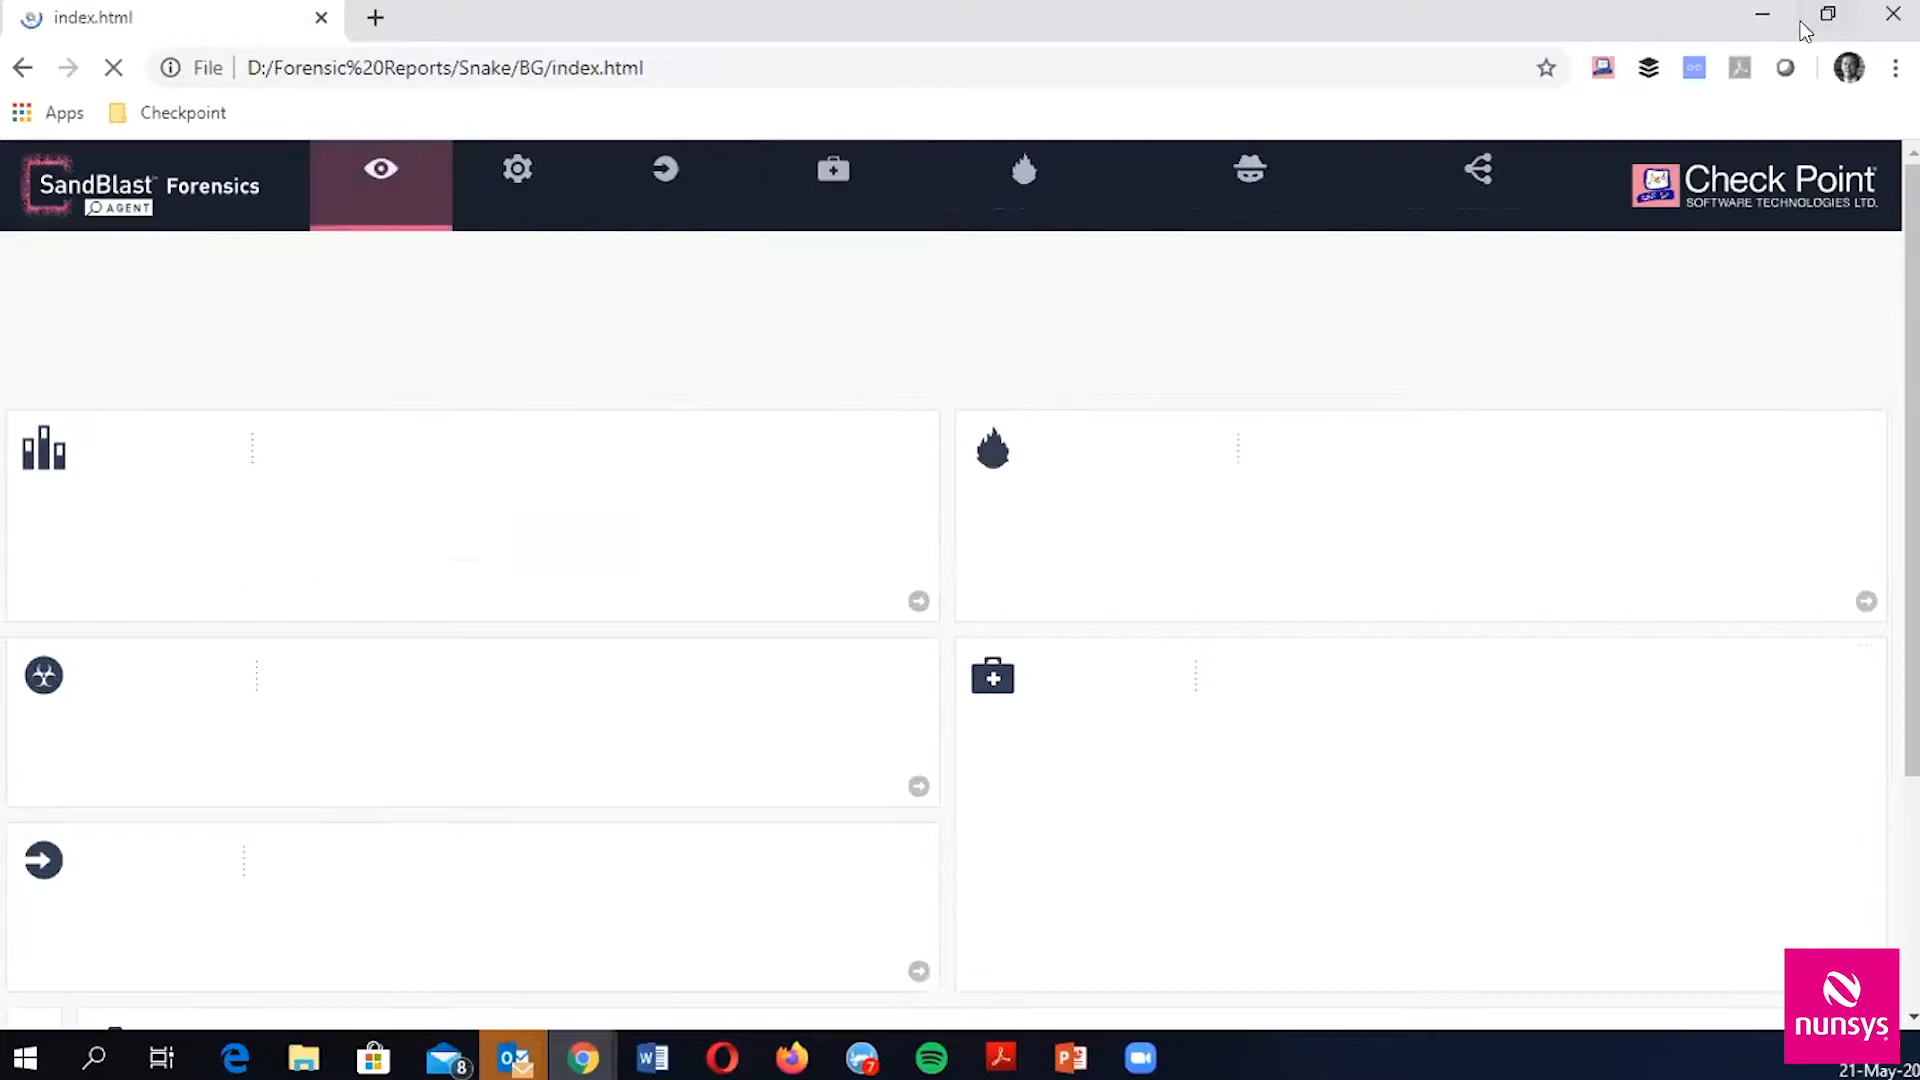 index.html
File
D:/Forensic%20Reports/Snake/BG/index.html
Apps
Checkpoint
SandBlast Forensics
AGENT
Check Point
SOFTWARE TECHNOLOGIES LTD.
nunsys
8
7
21-May-20